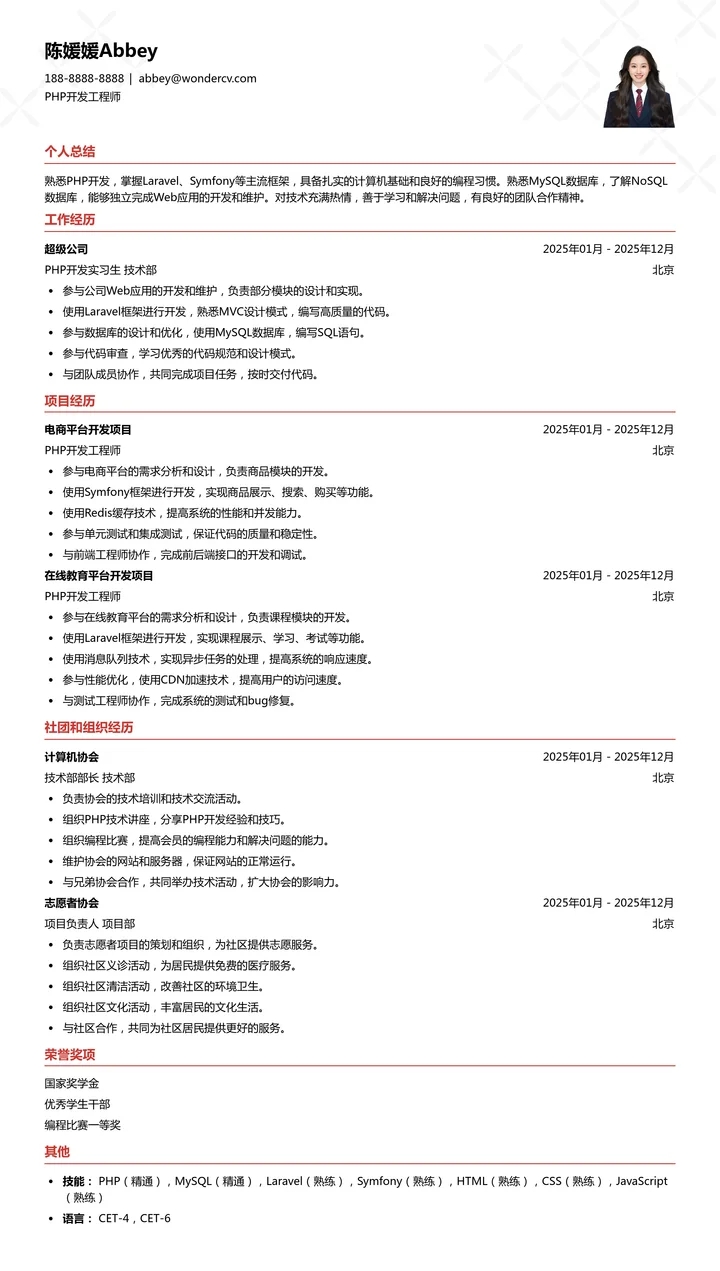 陈媛媛Abbey
188-8888-8888 | abbey@wondercv.com
PHP开发工程师
个人总结
熟悉PHP开发，掌握Laravel、Symfony等主流框架，具备扎实的计算机基础和良好的编程习惯。熟悉MySQL数据库，了解NoSQL
数据库，能够独立完成Web应用的开发和维护。对技术充满热情，善于学习和解决问题，有良好的团队合作精神。
工作经历
超级公司 2025年01月 - 2025年12月
PHP开发实习生 技术部 北京
• 参与公司Web应用的开发和维护，负责部分模块的设计和实现。
• 使用Laravel框架进行开发，熟悉MVC设计模式，编写高质量的代码。
• 参与数据库的设计和优化，使用MySQL数据库，编写SQL语句。
• 参与代码审查，学习优秀的代码规范和设计模式。
• 与团队成员协作，共同完成项目任务，按时交付代码。
项目经历
电商平台开发项目 2025年01月 - 2025年12月
PHP开发工程师 北京
• 参与电商平台的需求分析和设计，负责商品模块的开发。
• 使用Symfony框架进行开发，实现商品展示、搜索、购买等功能。
• 使用Redis缓存技术，提高系统的性能和并发能力。
• 参与单元测试和集成测试，保证代码的质量和稳定性。
• 与前端工程师协作，完成前后端接口的开发和调试。
在线教育平台开发项目 2025年01月 - 2025年12月
PHP开发工程师 北京
• 参与在线教育平台的需求分析和设计，负责课程模块的开发。
• 使用Laravel框架进行开发，实现课程展示、学习、考试等功能。
• 使用消息队列技术，实现异步任务的处理，提高系统的响应速度。
• 参与性能优化，使用CDN加速技术，提高用户的访问速度。
• 与测试工程师协作，完成系统的测试和bug修复。
社团和组织经历
计算机协会 2025年01月 - 2025年12月
技术部部长 技术部 北京
• 负责协会的技术培训和技术交流活动。
• 组织PHP技术讲座，分享PHP开发经验和技巧。
• 组织编程比赛，提高会员的编程能力和解决问题的能力。
• 维护协会的网站和服务器，保证网站的正常运行。
• 与兄弟协会合作，共同举办技术活动，扩大协会的影响力。
志愿者协会 2025年01月 - 2025年12月
项目负责人 项目部 北京
• 负责志愿者项目的策划和组织，为社区提供志愿服务。
• 组织社区义诊活动，为居民提供免费的医疗服务。
• 组织社区清洁活动，改善社区的环境卫生。
• 组织社区文化活动，丰富居民的文化生活。
• 与社区合作，共同为社区居民提供更好的服务。
荣誉奖项
国家奖学金
优秀学生干部
编程比赛一等奖
其他
• 技能： PHP（精通），MySQL（精通），Laravel（熟练），Symfony（熟练），HTML（熟练），CSS（熟练），JavaScript
（熟练）
• 语言： CET-4，CET-6